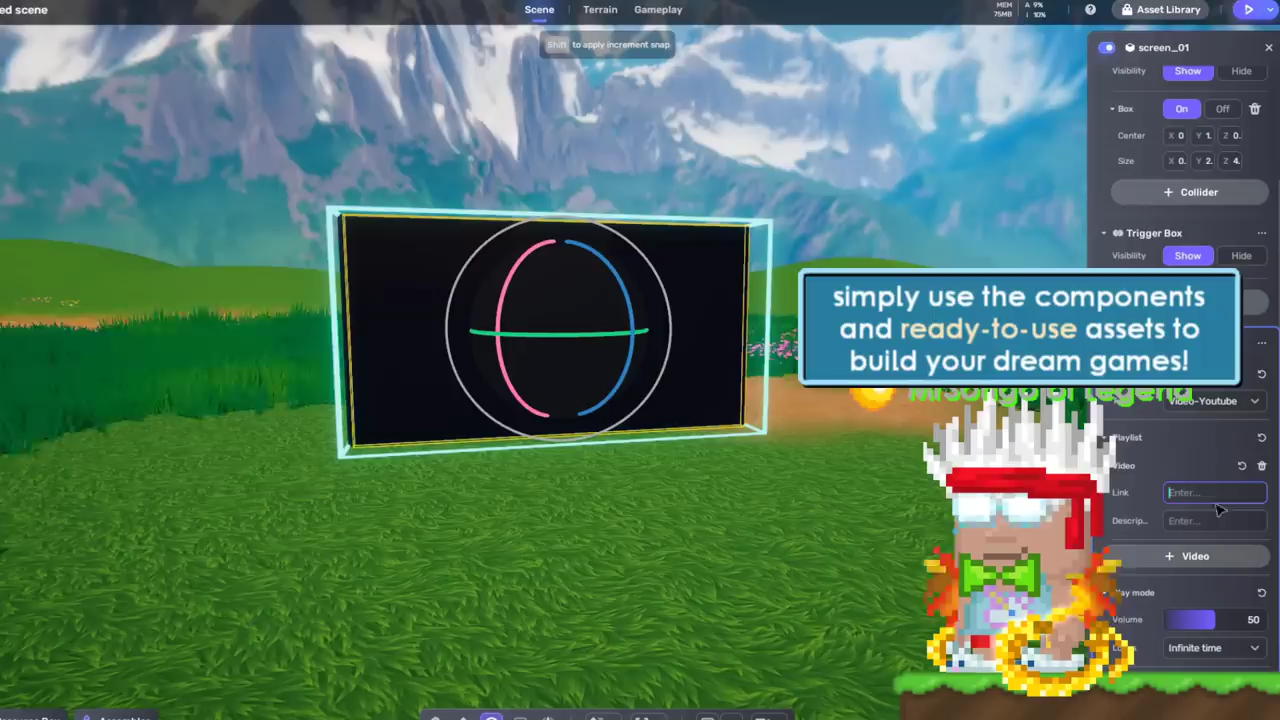 ed scene
Scene
Terrain
Gameplay
MEM
75MB
A 9%
↓ 10%
Asset Library
Shift to apply increment snap
screen_01
Visibility Show Hide
Box On Off
Center X 0 Y 1. Z 0.
Size X 0. Y 2. Z 4.
+ Collider
Trigger Box
Visibility Show Hide
simply use the components
and ready-to-use assets to
build your dream games!
Video-Youtube
Playlist
Video
Link Enter...
Descrip... Enter...
+ Video
Volume 50
Infinite time